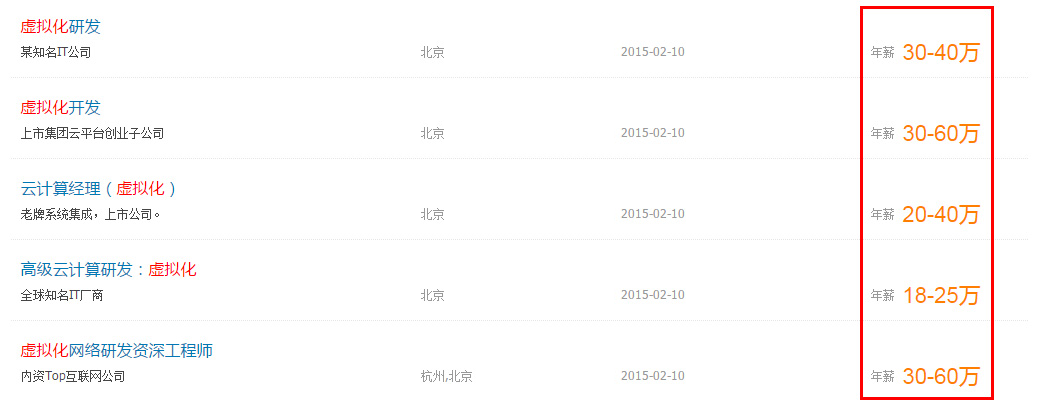 虚拟化研发
某知名IT公司 北京 2015-02-10 年薪 30-40万
虚拟化开发
上市集团云平台创业子公司 北京 2015-02-10 年薪 30-60万
云计算经理（虚拟化）
老牌系统集成，上市公司。 北京 2015-02-10 年薪 20-40万
高级云计算研发：虚拟化
全球知名IT厂商 北京 2015-02-10 年薪 18-25万
虚拟化网络研发资深工程师
内资Top互联网公司 杭州,北京 2015-02-10 年薪 30-60万